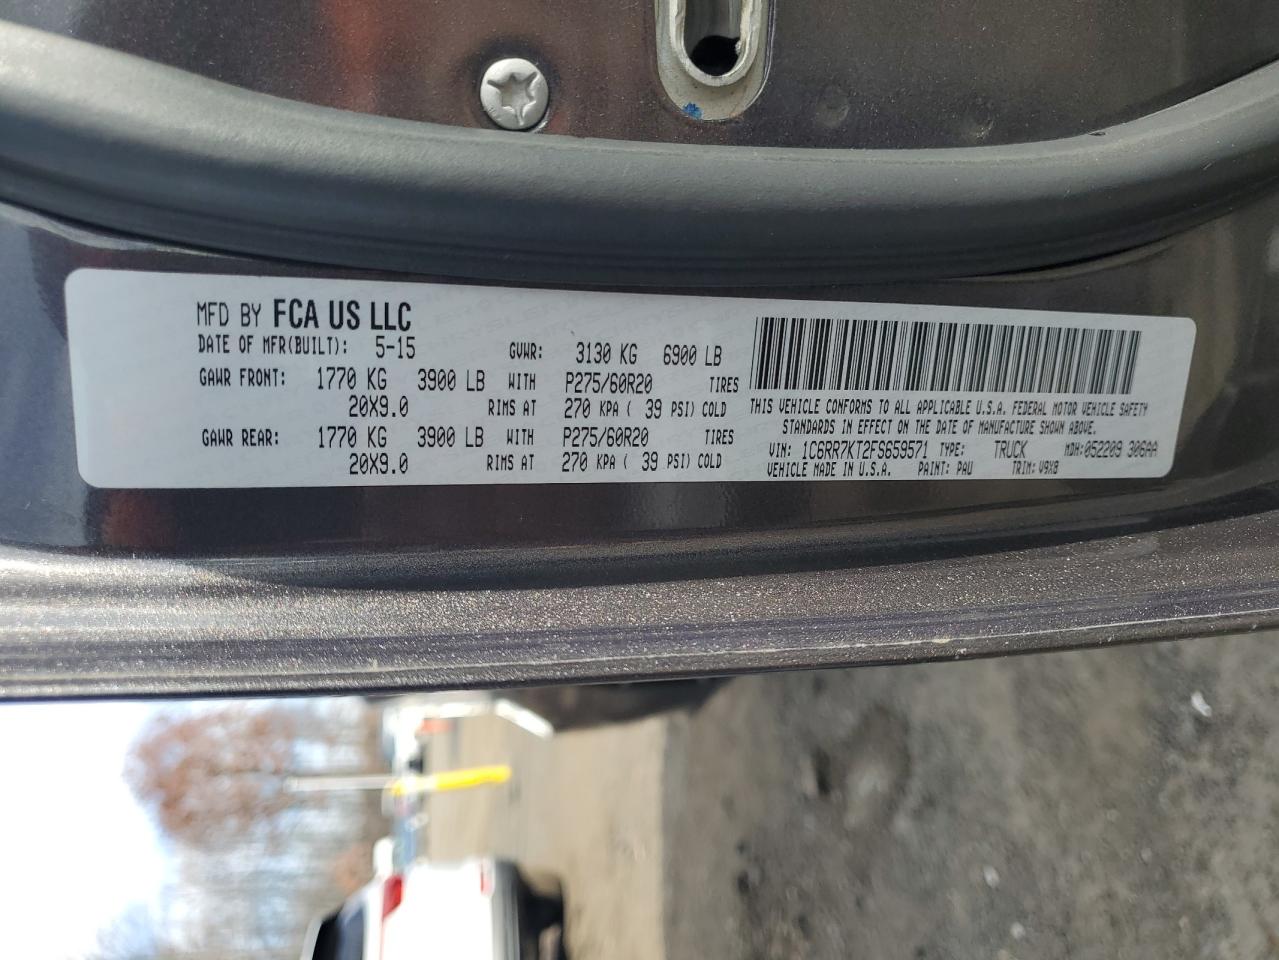 MFD BY FCA US LLC
DATE OF MFR(BUILT): 5-15 GVWR: 3130 KG 6900 LB
GAWR FRONT: 1770 KG 3900 LB WITH P275/60R20 TIRES
20X9.0 RIMS AT 270 KPA ( 39 PSI) COLD
GAWR REAR: 1770 KG 3900 LB WITH P275/60R20 TIRES
20X9.0 RIMS AT 270 KPA ( 39 PSI) COLD
THIS VEHICLE CONFORMS TO ALL APPLICABLE U.S.A. FEDERAL MOTOR VEHICLE SAFETY
STANDARDS IN EFFECT ON THE DATE OF MANUFACTURE SHOWN ABOVE.
VIN: 1C6RR7KT2FS659571 TYPE: TRUCK MDH: 052209 306AA
VEHICLE MADE IN U.S.A. PAINT: PAU TRIM: V9X8